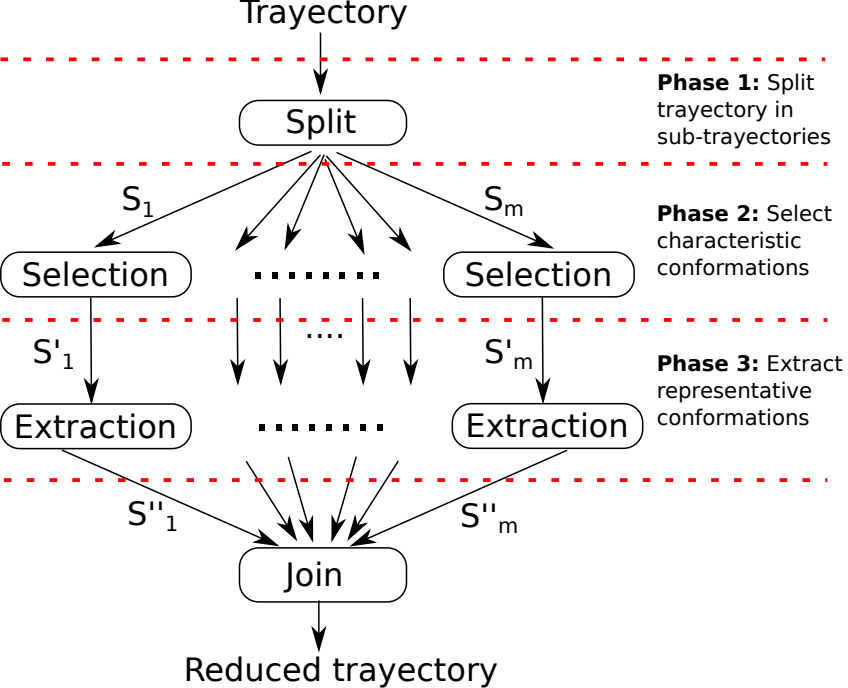 Trayectory
Phase 1: Split
trayectory in
sub-trayectories
Split
S1
Sm
Phase 2: Select
characteristic
conformations
Selection
........
Selection
....
S'1
S'm
Phase 3: Extract
representative
conformations
Extraction
........
Extraction
S''1
S''m
Join
Reduced trayectory